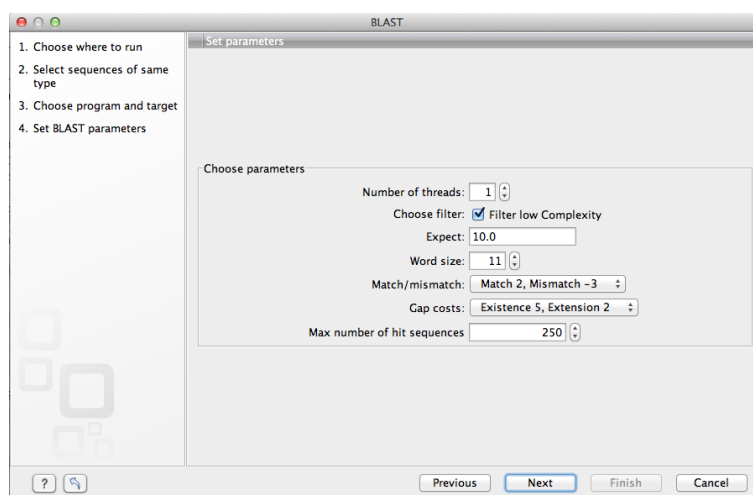 BLAST
1. Choose where to run
2. Select sequences of same
type
3. Choose program and target
4. Set BLAST parameters
Set parameters
Choose parameters
Number of threads: 1
Choose filter: Filter low Complexity
Expect: 10.0
Word size: 11
Match/mismatch: Match 2, Mismatch -3
Gap costs: Existence 5, Extension 2
Max number of hit sequences 250
? Previous Next Finish Cancel